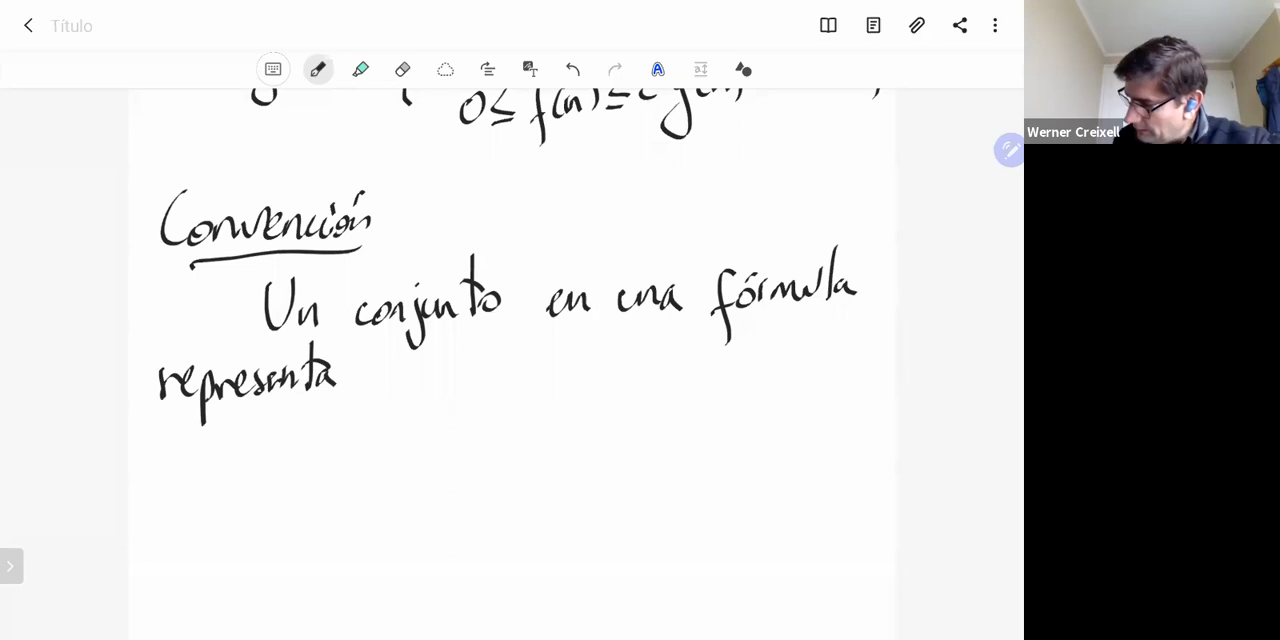 Título
0 ≤ f(n) ≤ c g(n)
Convención
Un conjunto en una fórmula
representa
Werner Creixell